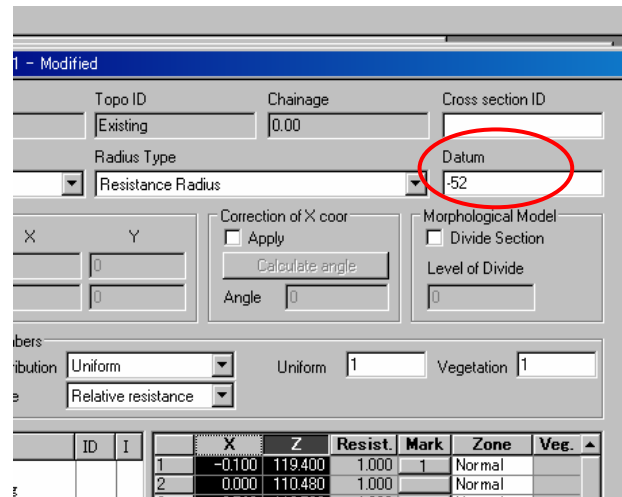 1 - Modified
Topo ID Chainage Cross section ID
Existing 0.00
Radius Type Datum
Resistance Radius -52
Correction of X coor Morphological Model
X Y Apply Divide Section
0 Calculate angle Level of Divide
0 Angle 0 0
bers
ribution Uniform Uniform 1 Vegetation 1
e Relative resistance
ID I X Z Resist. Mark Zone Veg.
1 -0.100 119.400 1.000 1 Normal
g 2 0.000 110.480 1.000 Normal